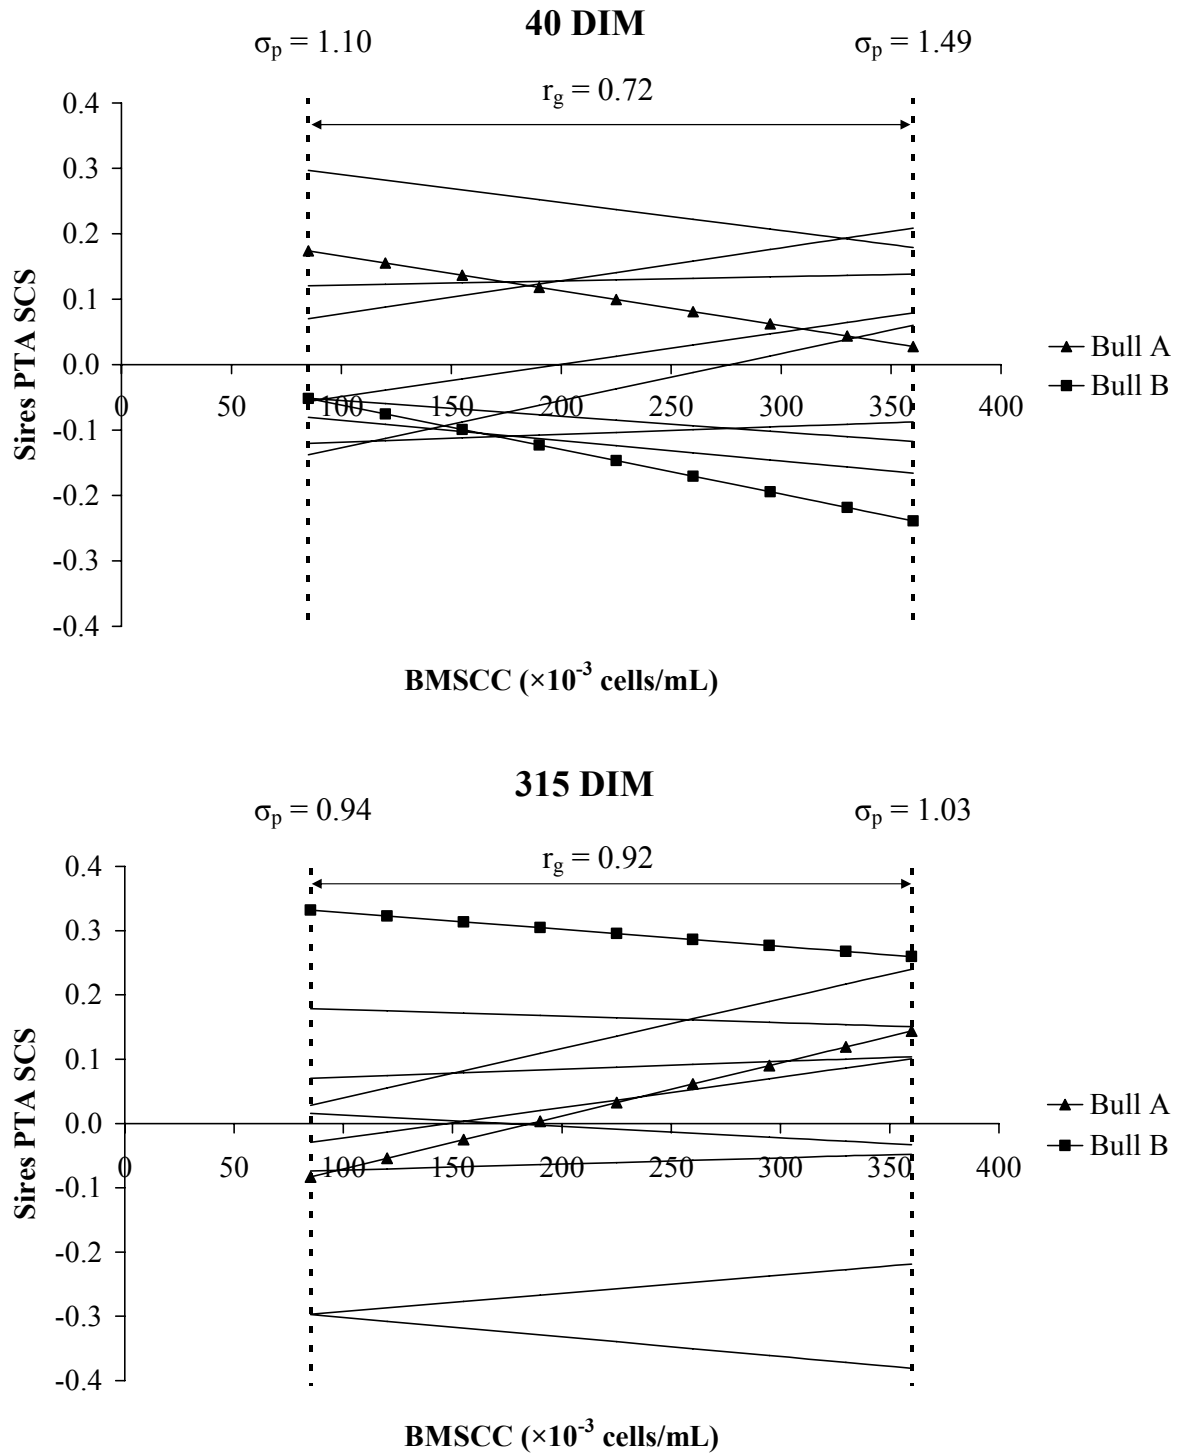 40 DIM
σp = 1.10
σp = 1.49
rg = 0.72
0.4
0.3
0.2
0.1
0.0
-0.1
-0.2
-0.3
-0.4
0 50 100 150 200 250 300 350 400
Sires PTA SCS
BMSCC (×10-3 cells/mL)
Bull A
Bull B
315 DIM
σp = 0.94
σp = 1.03
rg = 0.92
0.4
0.3
0.2
0.1
0.0
-0.1
-0.2
-0.3
-0.4
0 50 100 150 200 250 300 350 400
Sires PTA SCS
BMSCC (×10-3 cells/mL)
Bull A
Bull B